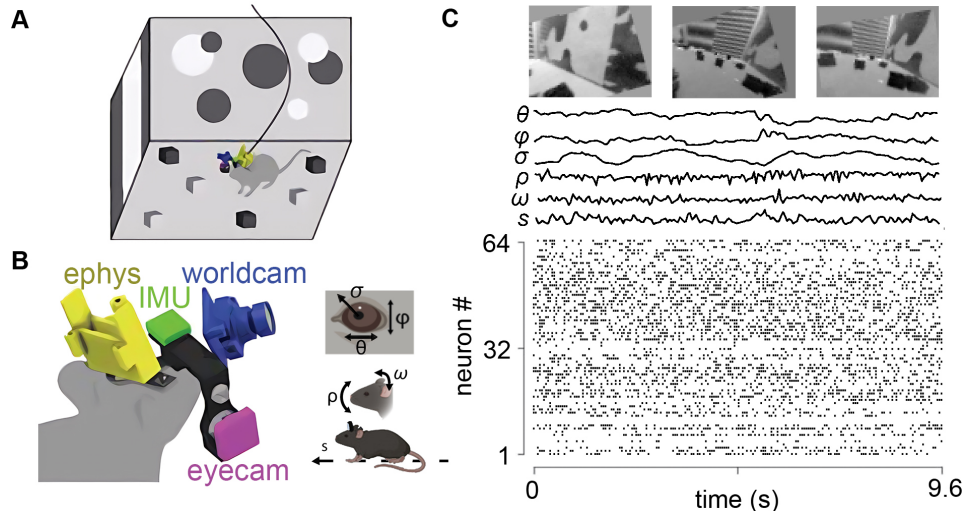 A
B
ephys
IMU
worldcam
eyecam
σ
φ
θ
ω
ρ
s
C
θ
φ
σ
ρ
ω
s
64
32
1
neuron #
0
9.6
time (s)